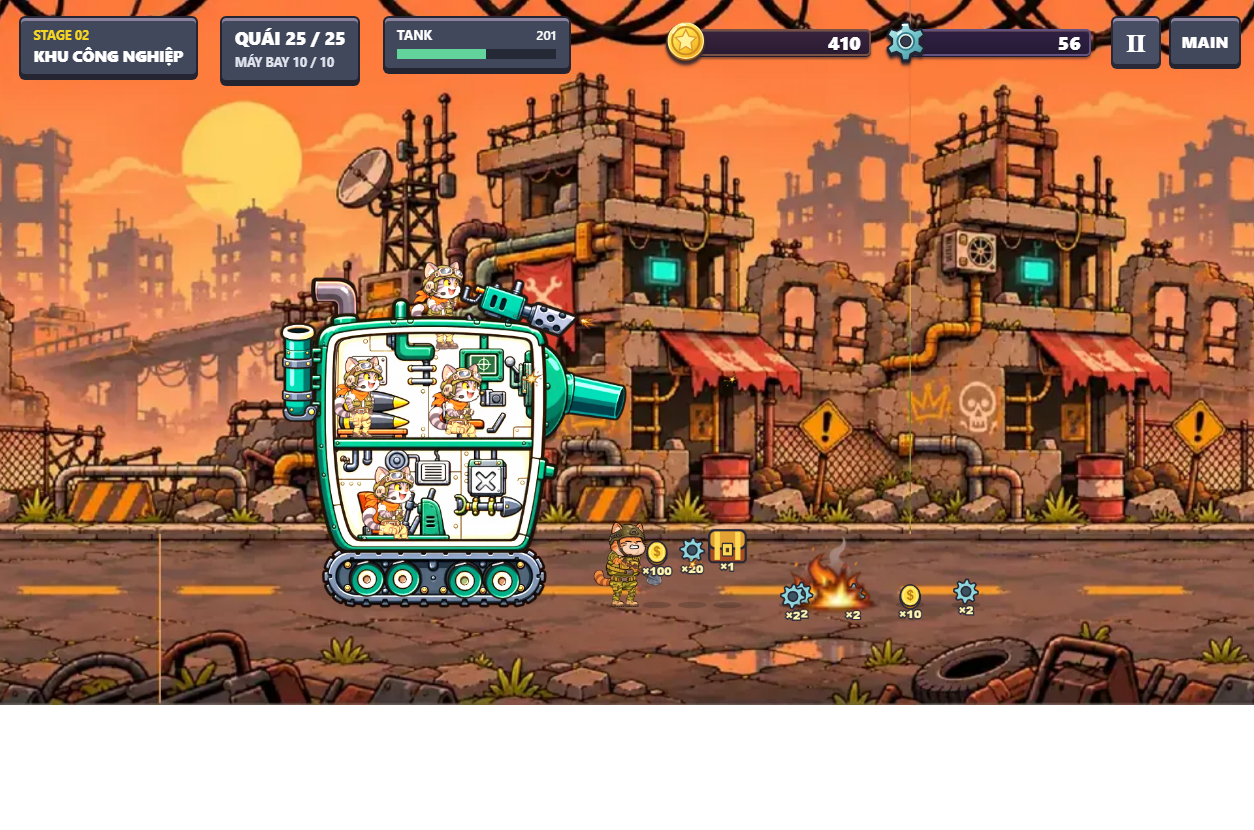 STAGE 02
KHU CÔNG NGHIỆP
QUÁI 25 / 25
MÁY BAY 10 / 10
TANK 201
410
56
II
MAIN
×100
×20
×1
×2
×2
×2
×10
×2